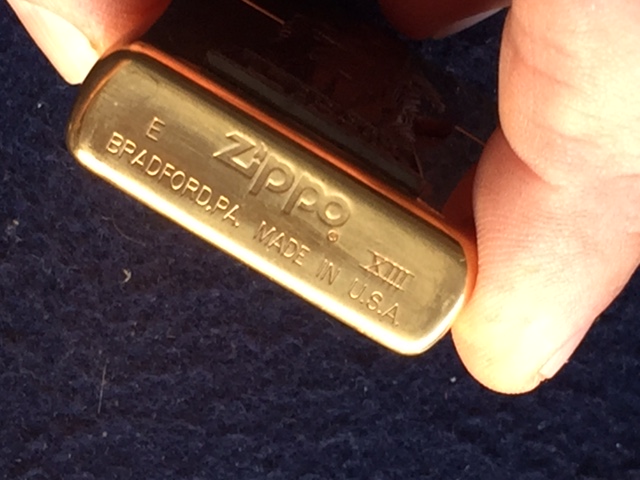 E Zippo® XIII
BRADFORD,PA. MADE IN U.S.A.